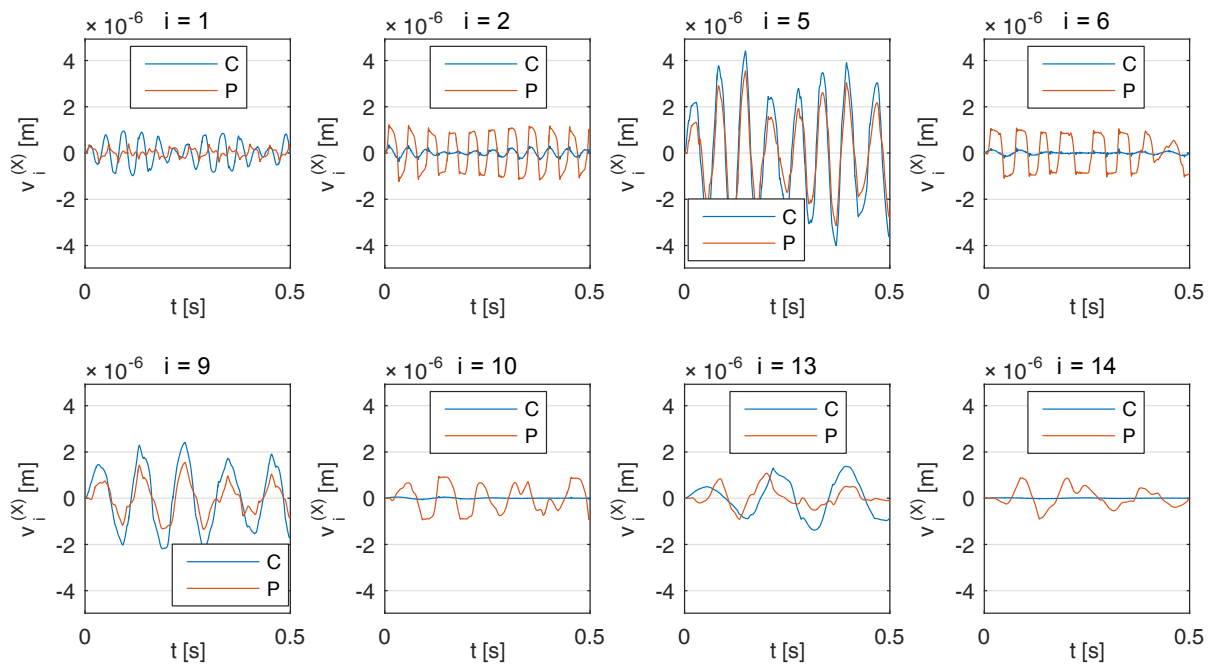 × 10⁻⁶ i = 1
4
2
0
-2
-4
v_i^(X) [m]
C
P
0 0.5
t [s]
× 10⁻⁶ i = 2
4
2
0
-2
-4
v_i^(X) [m]
C
P
0 0.5
t [s]
× 10⁻⁶ i = 5
4
2
0
-2
-4
v_i^(X) [m]
C
P
0 0.5
t [s]
× 10⁻⁶ i = 6
4
2
0
-2
-4
v_i^(X) [m]
C
P
0 0.5
t [s]
× 10⁻⁶ i = 9
4
2
0
-2
-4
v_i^(X) [m]
C
P
0 0.5
t [s]
× 10⁻⁶ i = 10
4
2
0
-2
-4
v_i^(X) [m]
C
P
0 0.5
t [s]
× 10⁻⁶ i = 13
4
2
0
-2
-4
v_i^(X) [m]
C
P
0 0.5
t [s]
× 10⁻⁶ i = 14
4
2
0
-2
-4
v_i^(X) [m]
C
P
0 0.5
t [s]